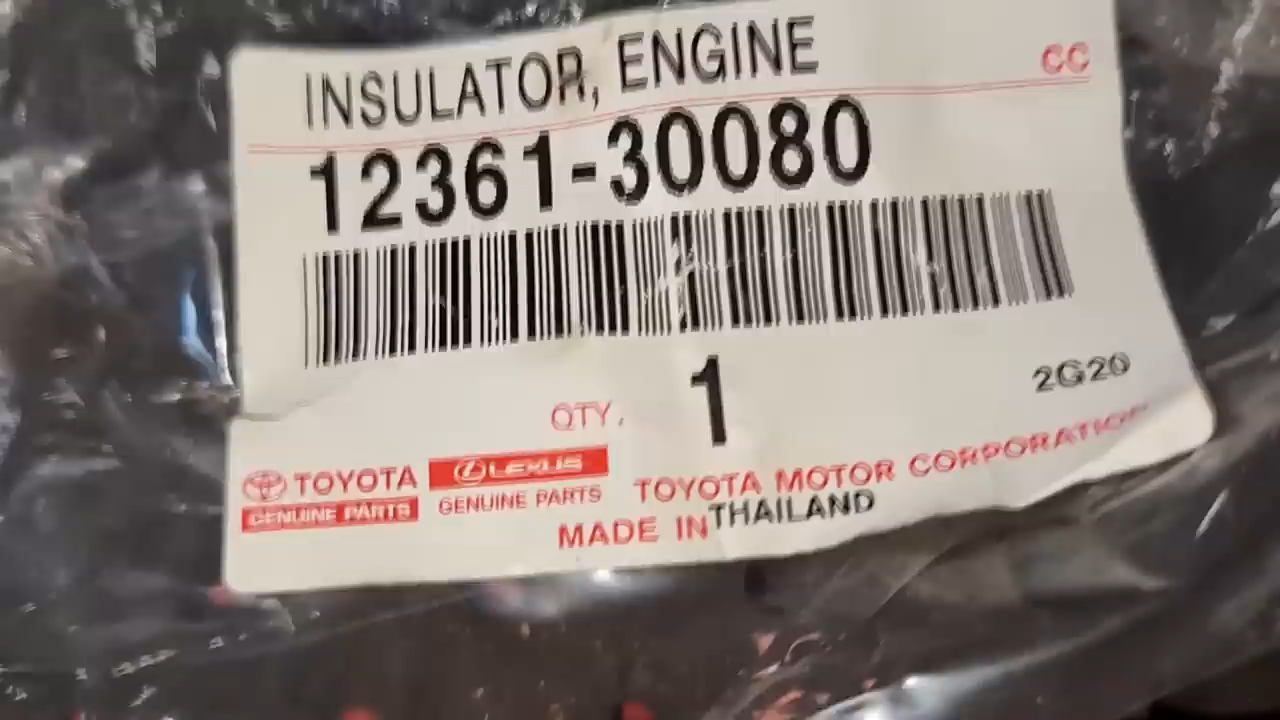 INSULATOR, ENGINE
CC
12361-30080
QTY. 1
2G20
TOYOTA
GENUINE PARTS
LEXUS
GENUINE PARTS
TOYOTA MOTOR CORPORATION
MADE IN THAILAND